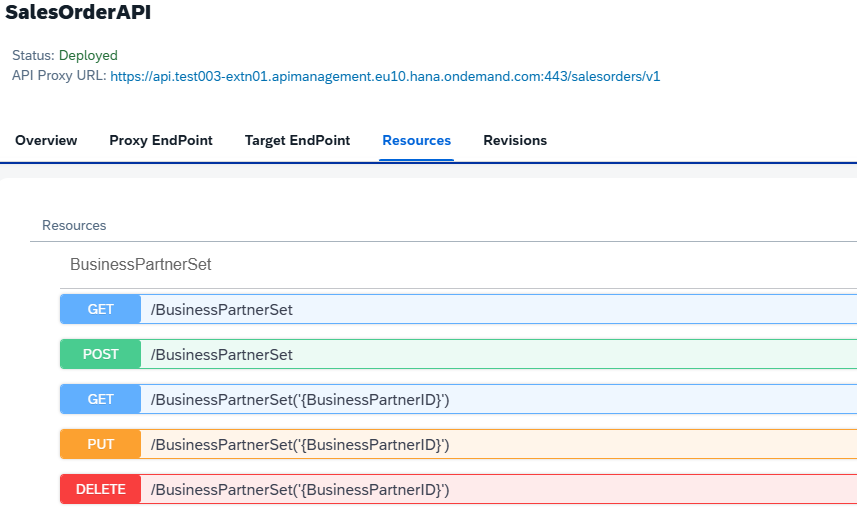 SalesOrderAPI
Status: Deployed
API Proxy URL: https://api.test003-extn01.apimanagement.eu10.hana.ondemand.com:443/salesorders/v1
Overview Proxy EndPoint Target EndPoint Resources Revisions
Resources
BusinessPartnerSet
GET /BusinessPartnerSet
POST /BusinessPartnerSet
GET /BusinessPartnerSet('{BusinessPartnerID}')
PUT /BusinessPartnerSet('{BusinessPartnerID}')
DELETE /BusinessPartnerSet('{BusinessPartnerID}')